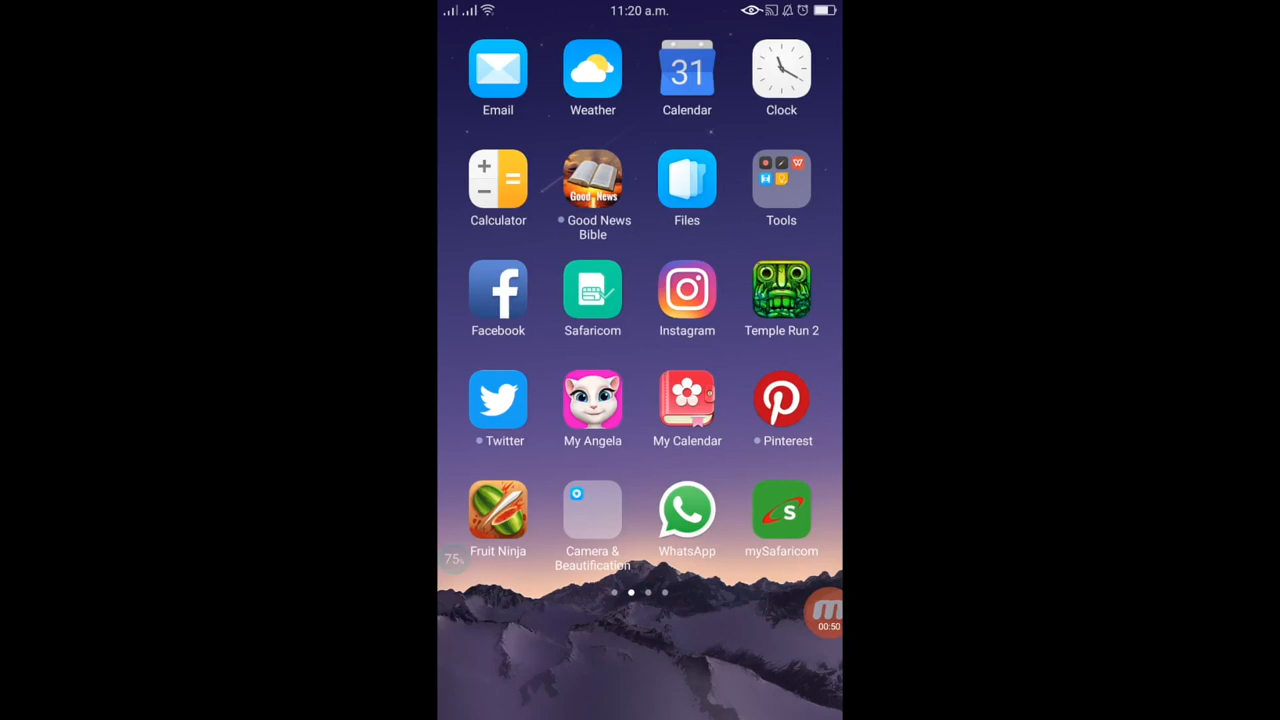 11:20 a.m.
31
Email Weather Calendar Clock
Good News
Calculator Good News Bible Files Tools
Facebook Safaricom Instagram Temple Run 2
Twitter My Angela My Calendar Pinterest
S
Fruit Ninja Camera & Beautification WhatsApp mySafaricom
75%
00:50